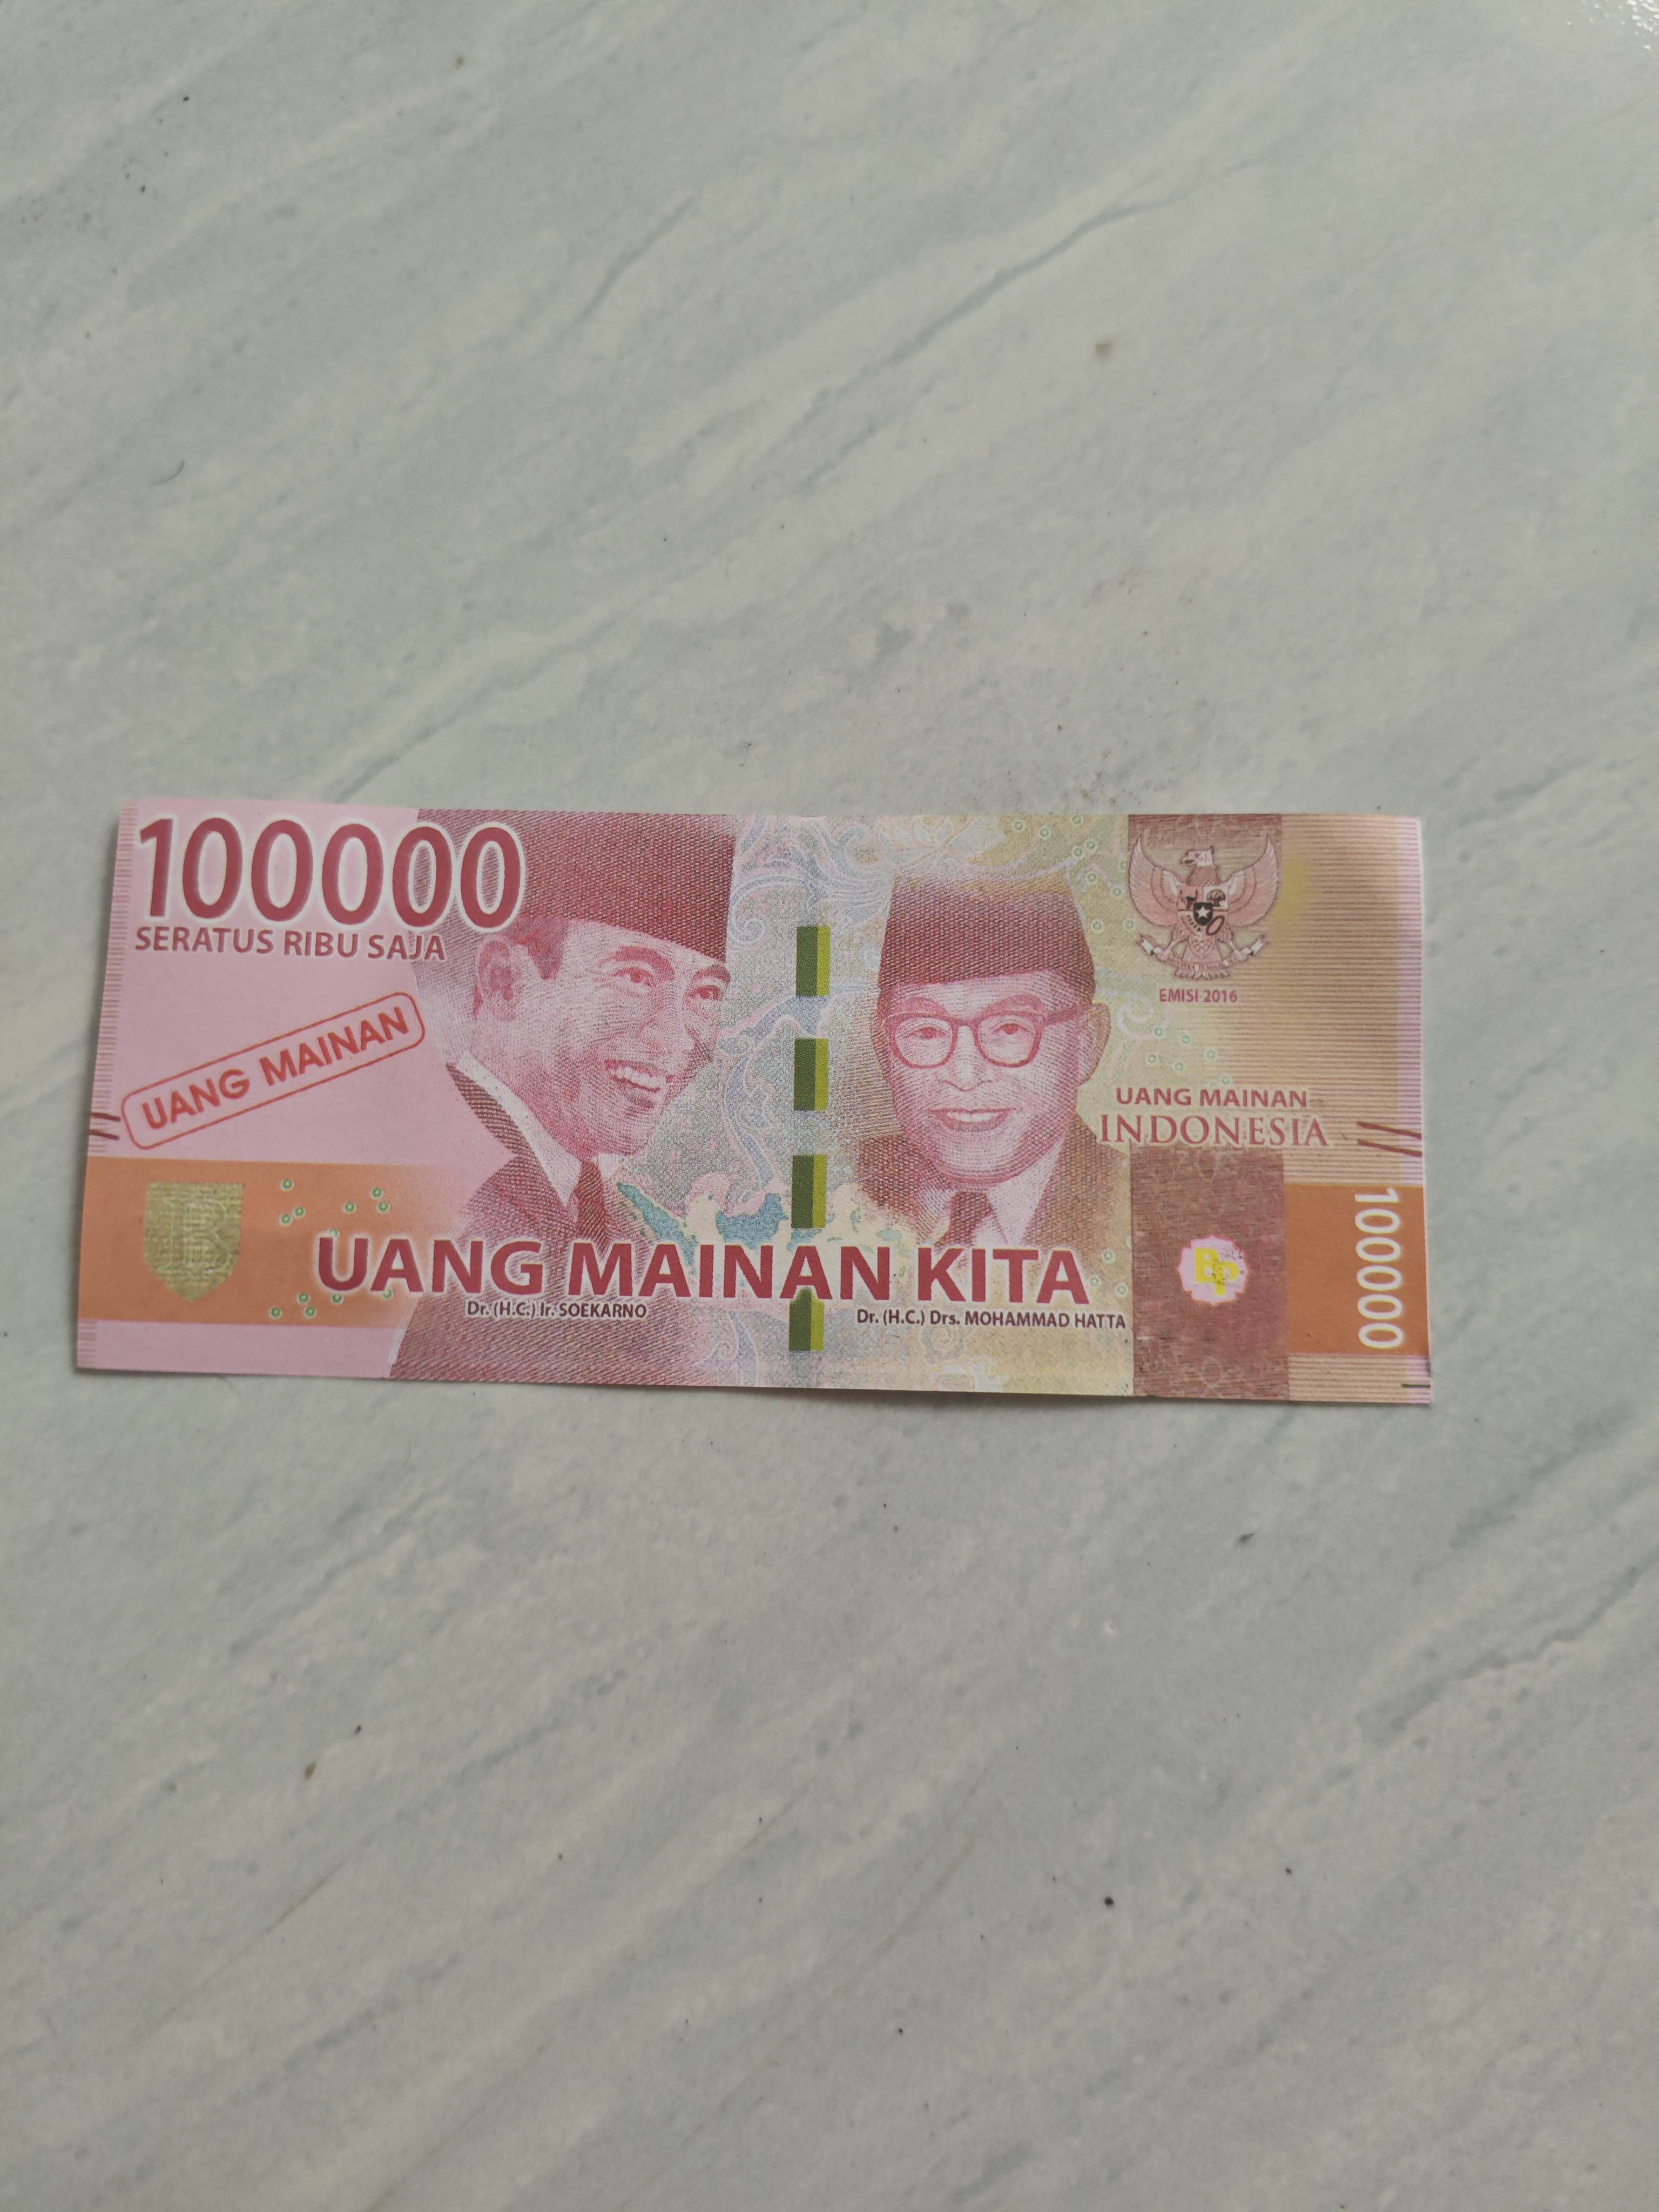 100000
SERATUS RIBU SAJA
UANG MAINAN
EMISI 2016
UANG MAINAN
INDONESIA
100000
UANG MAINAN KITA
Dr. (H.C.) Ir. SOEKARNO
Dr. (H.C.) Drs. MOHAMMAD HATTA